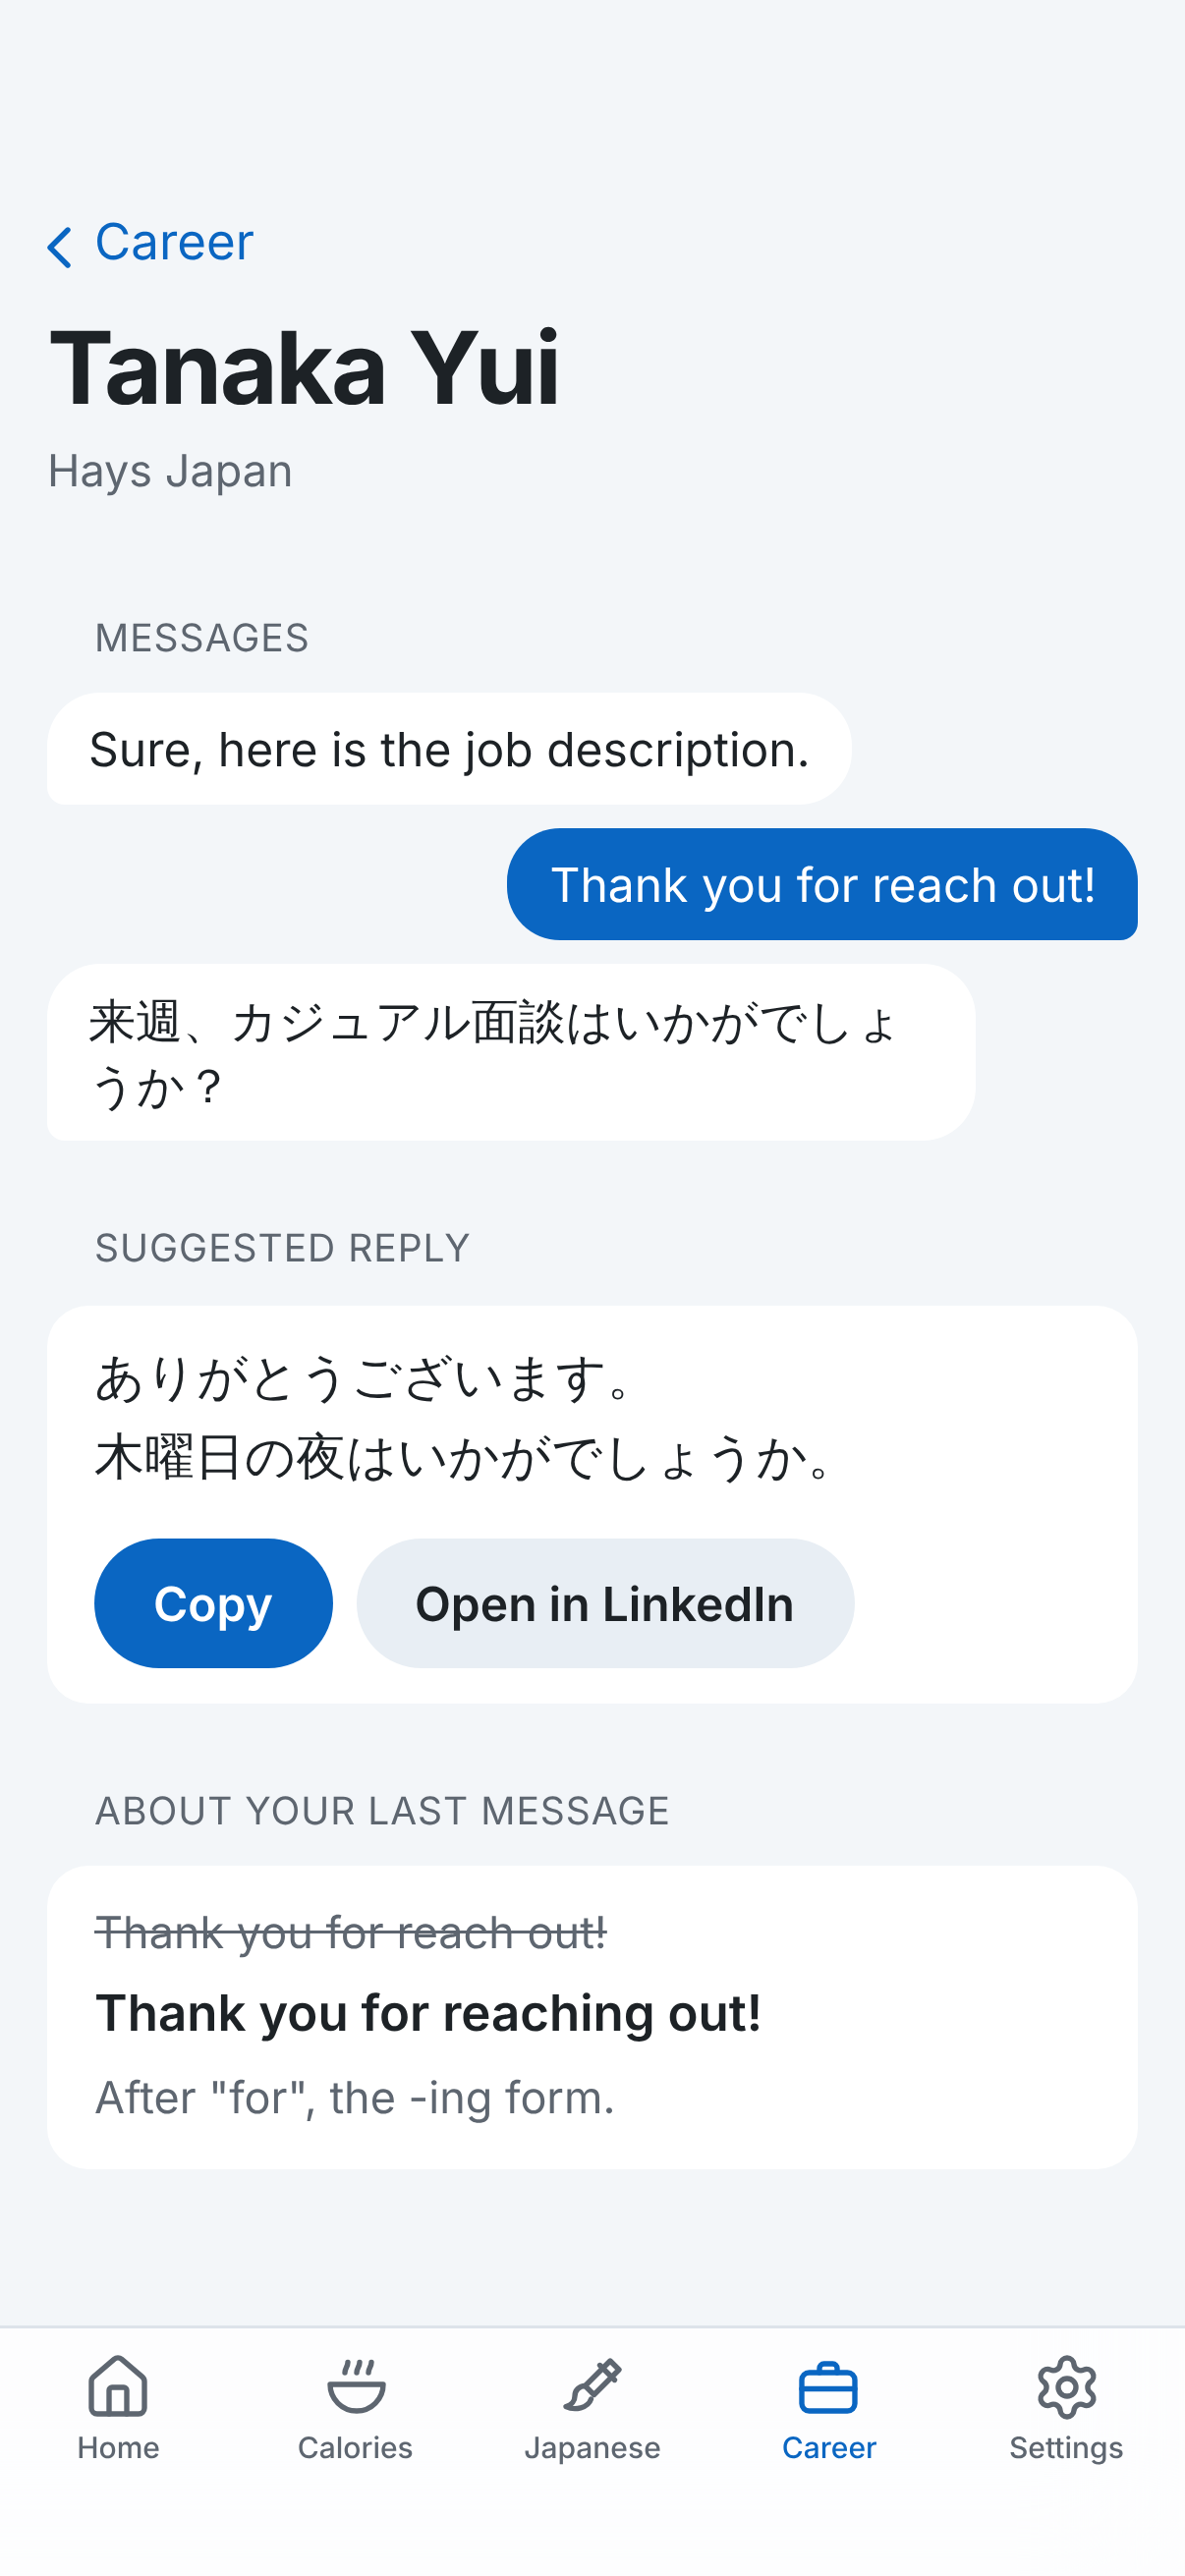 Career
Tanaka Yui
Hays Japan
MESSAGES
Sure, here is the job description.
Thank you for reach out!
来週、カジュアル面談はいかがでしょ
うか？
SUGGESTED REPLY
ありがとうございます。
木曜日の夜はいかがでしょうか。
Copy
Open in LinkedIn
ABOUT YOUR LAST MESSAGE
Thank you for reach out!
Thank you for reaching out!
After "for", the -ing form.
Home
Calories
Japanese
Career
Settings